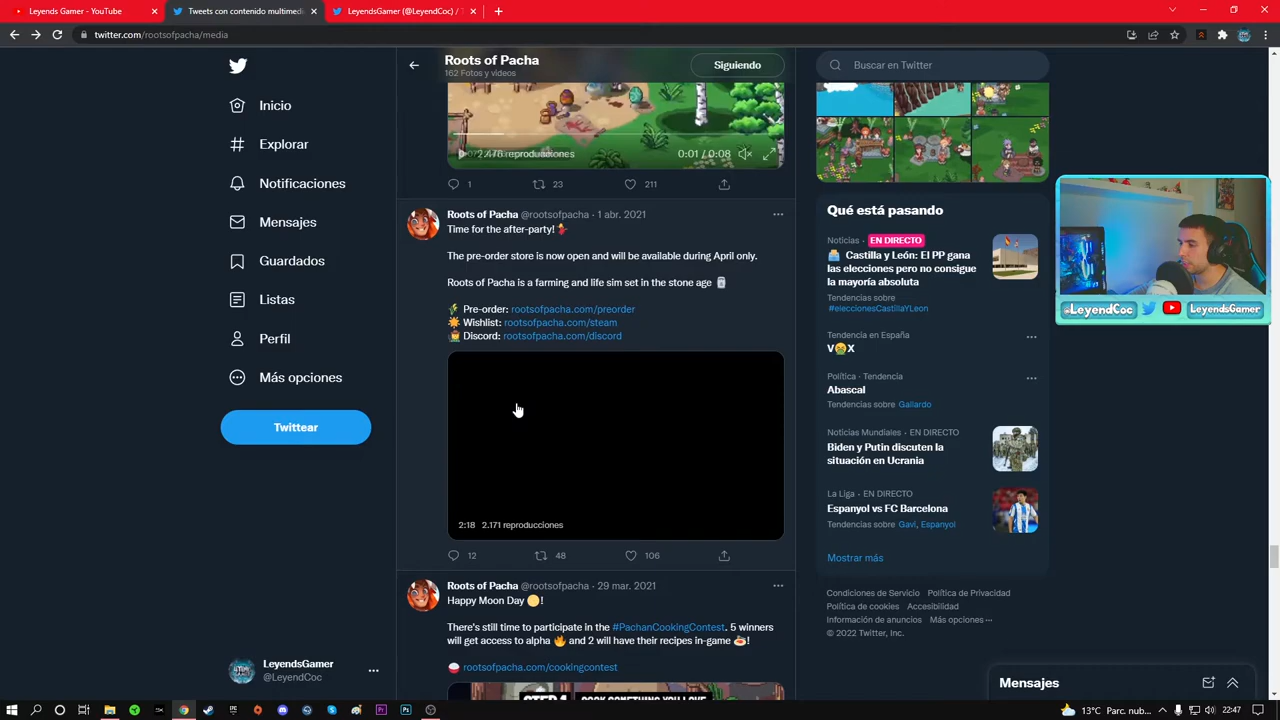 Leyends Gamer - YouTube
Tweets con contenido multimed
LeyendsGamer (@LeyendCoc) / T
twitter.com/rootsofpacha/media
Inicio
Explorar
Notificaciones
Mensajes
Guardados
Listas
Perfil
Más opciones
Twittear
LeyendsGamer
@LeyendCoc
Roots of Pacha
162 Fotos y videos
Siguiendo
reproducciones
0:01 / 0:08
1
23
211
Roots of Pacha @rootsofpacha · 1 abr. 2021
Time for the after-party!
The pre-order store is now open and will be available during April only.
Roots of Pacha is a farming and life sim set in the stone age
Pre-order: rootsofpacha.com/preorder
Wishlist: rootsofpacha.com/steam
Discord: rootsofpacha.com/discord
2:18 2.171 reproducciones
12
48
106
Roots of Pacha @rootsofpacha · 29 mar. 2021
Happy Moon Day 🌕!
There's still time to participate in the #PachanCookingContest. 5 winners
will get access to alpha 🔥 and 2 will have their recipes in-game 🍲!
rootsofpacha.com/cookingcontest
Buscar en Twitter
Qué está pasando
Noticias · EN DIRECTO
Castilla y León: El PP gana
las elecciones pero no consigue
la mayoría absoluta
Tendencias sobre
#eleccionesCastillaYLeon
Tendencia en España
V🤮X
Política · Tendencia
Abascal
Tendencias sobre Gallardo
Noticias Mundiales · EN DIRECTO
Biden y Putin discuten la
situación en Ucrania
La Liga · EN DIRECTO
Espanyol vs FC Barcelona
Tendencias sobre Gavi, Espanyol
Mostrar más
Condiciones de Servicio Política de Privacidad
Política de cookies Accesibilidad
Información de anuncios Más opciones ···
© 2022 Twitter, Inc.
Mensajes
@LeyendCoc
LeyendsGamer
13°C Parc. nub...
22:47